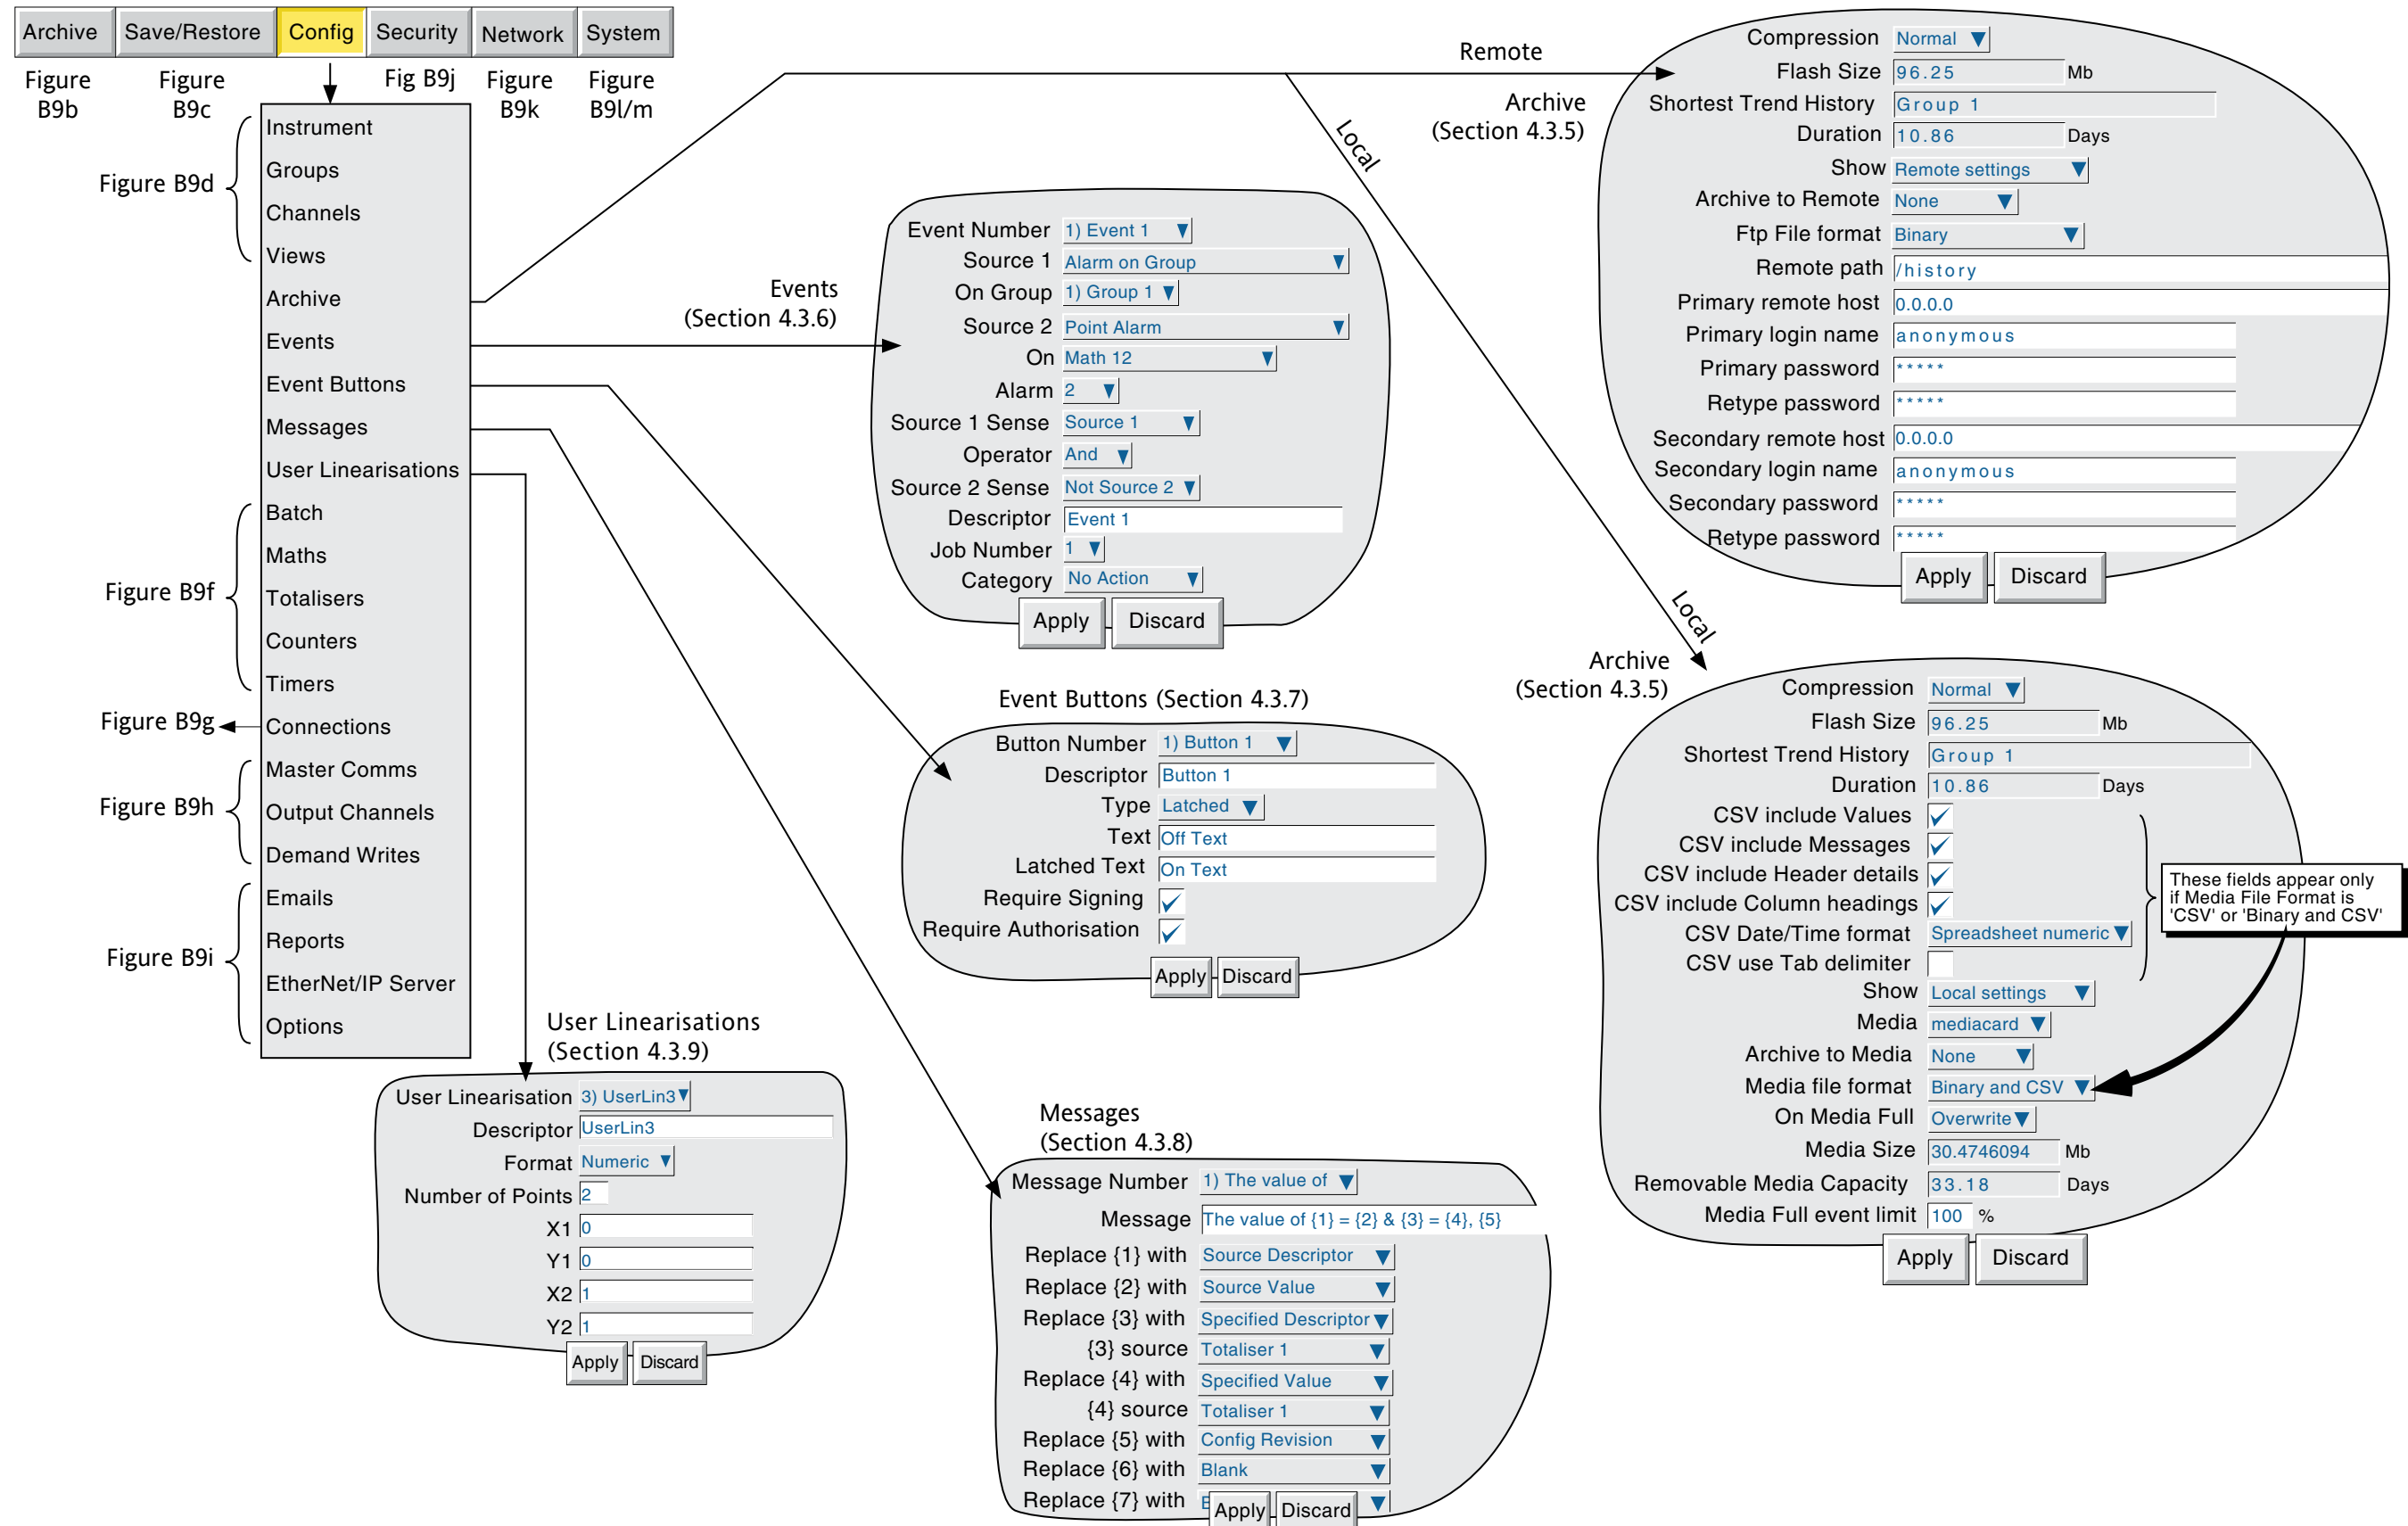 Archive Save/Restore Config Security Network System
Figure B9b
Figure B9c
Fig B9j
Figure B9k
Figure B9l/m
Instrument
Groups
Channels
Views
Archive
Events
Event Buttons
Messages
User Linearisations
Batch
Maths
Totalisers
Counters
Timers
Connections
Master Comms
Output Channels
Demand Writes
Emails
Reports
EtherNet/IP Server
Options
Figure B9d
Figure B9f
Figure B9g
Figure B9h
Figure B9i
Remote
Archive
(Section 4.3.5)
Local
Compression Normal
Flash Size 96.25 Mb
Shortest Trend History Group 1
Duration 10.86 Days
Show Remote settings
Archive to Remote None
Ftp File format Binary
Remote path /history
Primary remote host 0.0.0.0
Primary login name anonymous
Primary password *****
Retype password *****
Secondary remote host 0.0.0.0
Secondary login name anonymous
Secondary password *****
Retype password *****
Apply Discard
Events
(Section 4.3.6)
Event Number 1) Event 1
Source 1 Alarm on Group
On Group 1) Group 1
Source 2 Point Alarm
On Math 12
Alarm 2
Source 1 Sense Source 1
Operator And
Source 2 Sense Not Source 2
Descriptor Event 1
Job Number 1
Category No Action
Apply Discard
Event Buttons (Section 4.3.7)
Button Number 1) Button 1
Descriptor Button 1
Type Latched
Text Off Text
Latched Text On Text
Require Signing
Require Authorisation
Apply Discard
Local
Archive
(Section 4.3.5)
Compression Normal
Flash Size 96.25 Mb
Shortest Trend History Group 1
Duration 10.86 Days
CSV include Values
CSV include Messages
CSV include Header details
CSV include Column headings
CSV Date/Time format Spreadsheet numeric
CSV use Tab delimiter
Show Local settings
Media mediacard
Archive to Media None
Media file format Binary and CSV
On Media Full Overwrite
Media Size 30.4746094 Mb
Removable Media Capacity 33.18 Days
Media Full event limit 100 %
Apply Discard
These fields appear only
if Media File Format is
'CSV' or 'Binary and CSV'
User Linearisations
(Section 4.3.9)
User Linearisation 3) UserLin3
Descriptor UserLin3
Format Numeric
Number of Points 2
X1 0
Y1 0
X2 1
Y2 1
Apply Discard
Messages
(Section 4.3.8)
Message Number 1) The value of
Message The value of {1} = {2} & {3} = {4}, {5}
Replace {1} with Source Descriptor
Replace {2} with Source Value
Replace {3} with Specified Descriptor
{3} source Totaliser 1
Replace {4} with Specified Value
{4} source Totaliser 1
Replace {5} with Config Revision
Replace {6} with Blank
Replace {7} with
Apply Discard